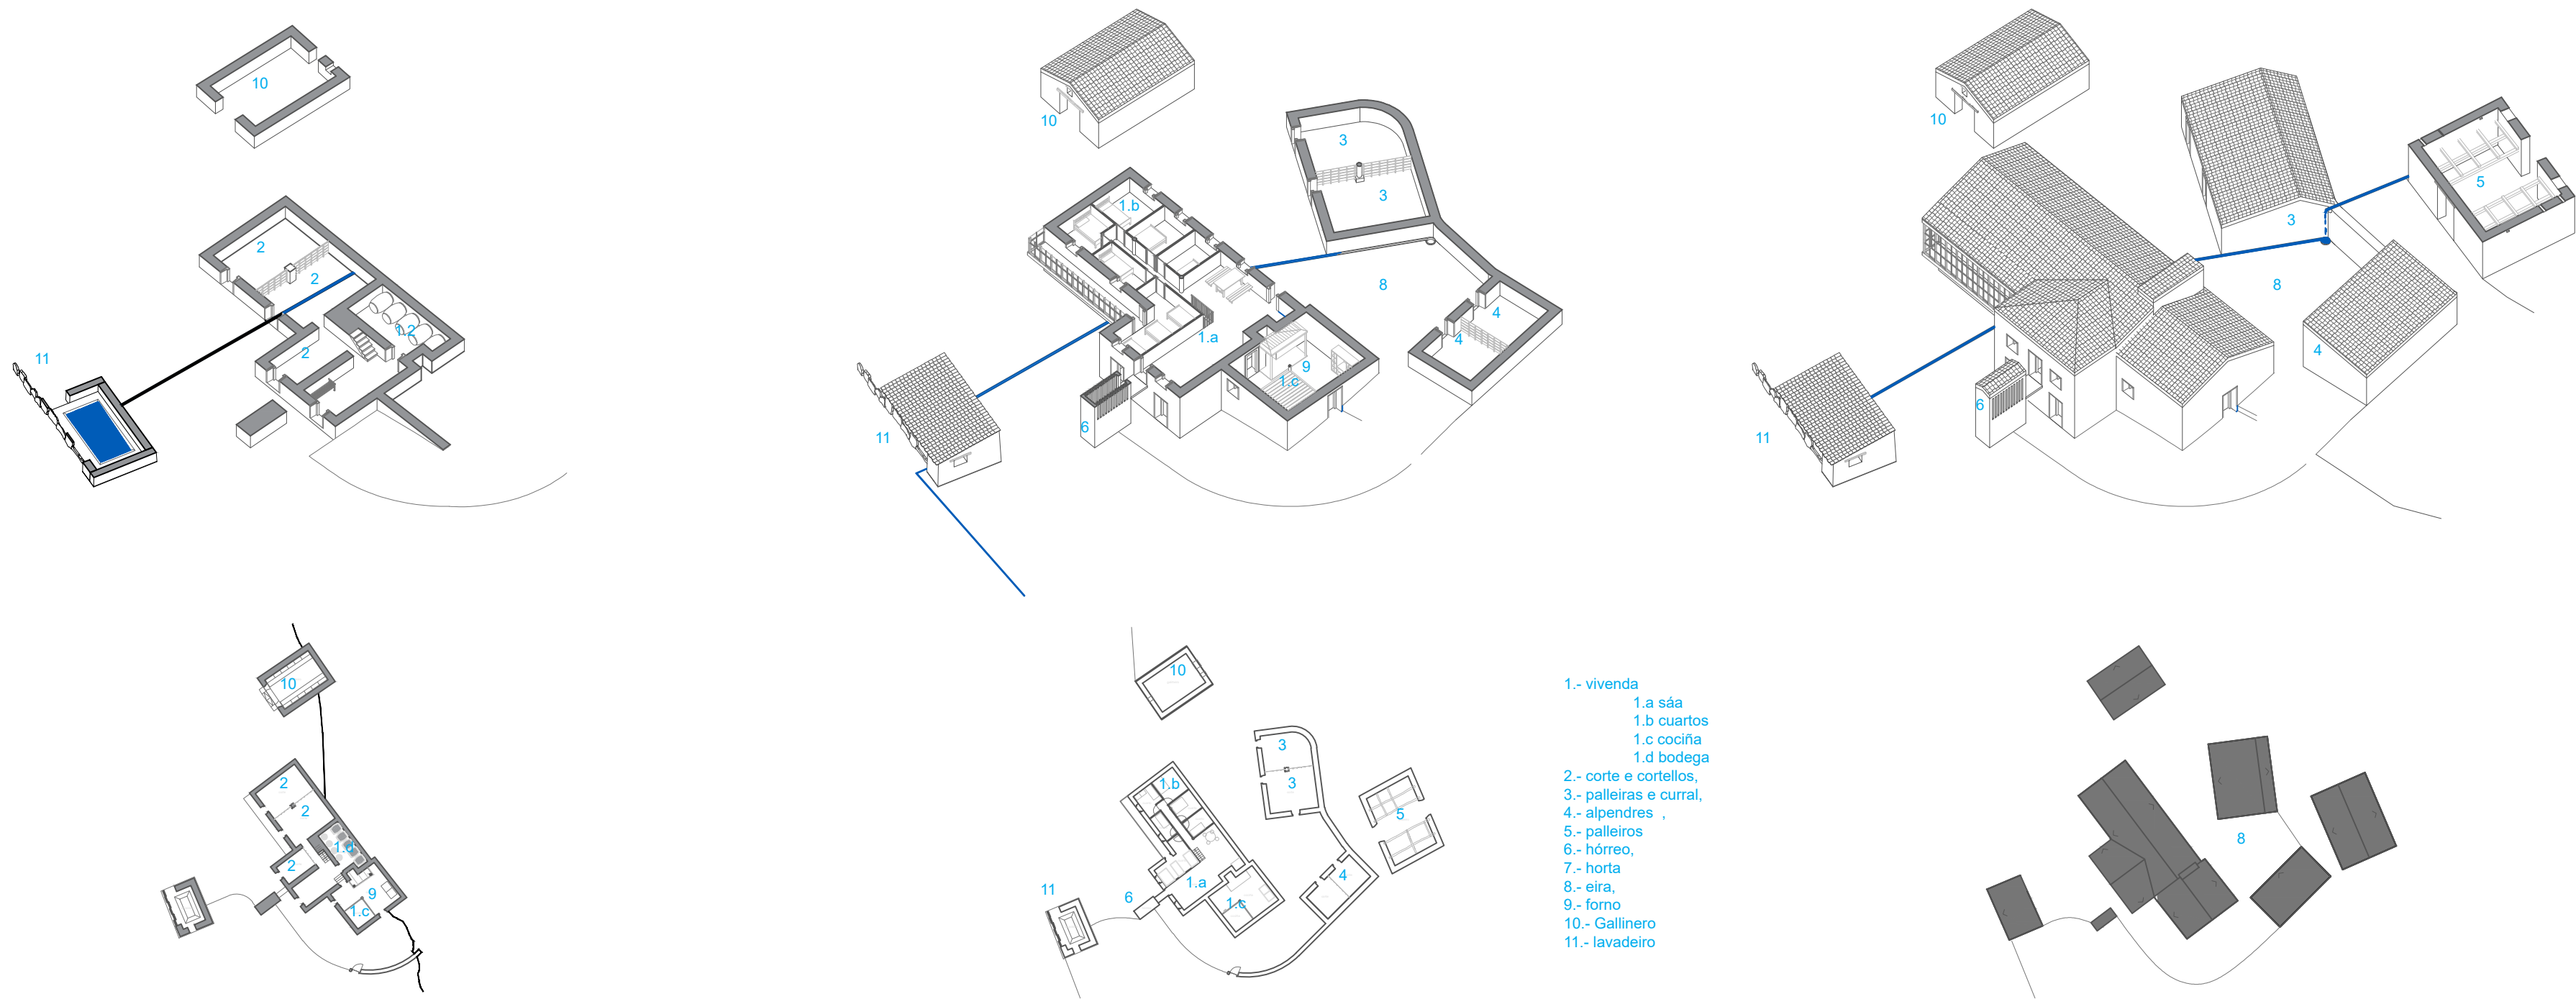 10
2
2
1.2
2
11
10
3
3
1.b
8
4
4
1.a
9
1.c
6
11
10
5
3
8
4
6
11
10
2
2
1.d
2
9
1.c
10
3
3
1.b
5
4
1.a
1.c
6
11
1.- vivenda
1.a sáa
1.b cuartos
1.c cociña
1.d bodega
2.- corte e cortellos,
3.- palleiras e curral,
4.- alpendres ,
5.- palleiros
6.- hórreo,
7.- horta
8.- eira,
9.- forno
10.- Gallinero
11.- lavadeiro
8